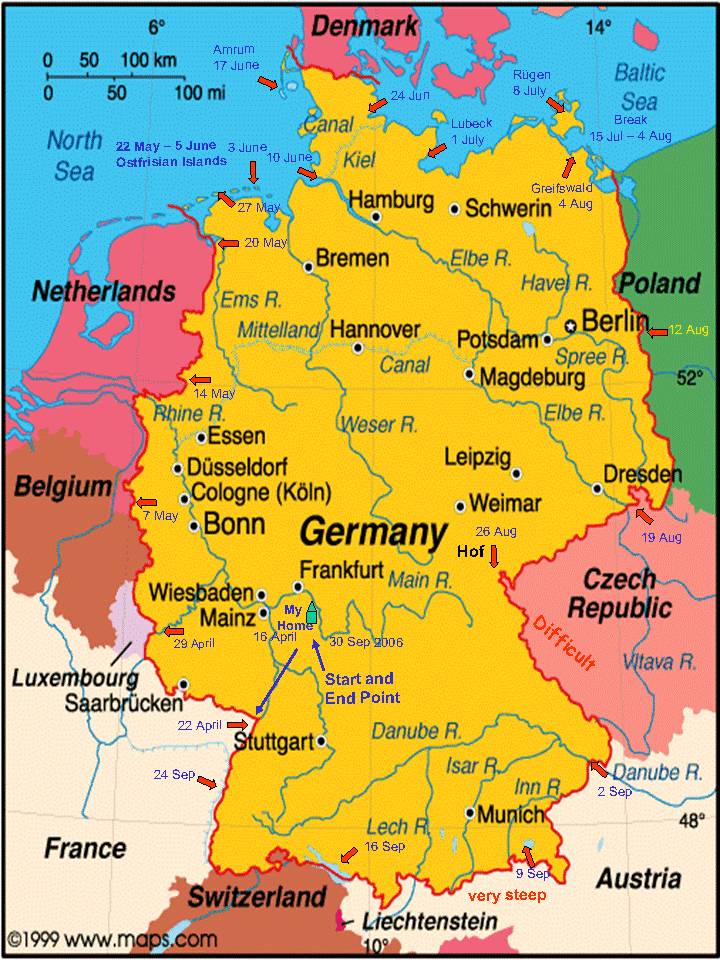 Denmark
6°
14°
0 50 100 km
0 50 100 mi
Amrum
17 June
24 Jun
Rügen
8 July
Baltic
Sea
Break
15 Jul – 4 Aug
North
Sea
22 May – 5 June
Ostfrisian Islands
3 June
10 June
Canal
Kiel
Lubeck
1 July
Greifswald
4 Aug
27 May
20 May
Hamburg
Schwerin
Bremen
Elbe R.
Havel R.
Poland
Netherlands
Ems R.
Mittelland
Hannover
Canal
Potsdam
Berlin
12 Aug
Spree R.
52°
Magdeburg
14 May
Rhine R.
Weser R.
Elbe R.
Essen
Düsseldorf
Cologne (Köln)
Bonn
Belgium
7 May
Leipzig
Weimar
Dresden
26 Aug
19 Aug
Germany
Hof
Frankfurt
Main R.
Czech
Republic
Wiesbaden
Mainz
My
Home
16 April
30 Sep 2006
29 April
Difficult
Vltava R.
Luxembourg
Saarbrücken
Start and
End Point
22 April
Stuttgart
Danube R.
Isar R.
Inn R.
Danube R.
2 Sep
24 Sep
Lech R.
Munich
48°
France
16 Sep
9 Sep
Austria
Switzerland
very steep
Liechtenstein
©1999 www.maps.com
10°